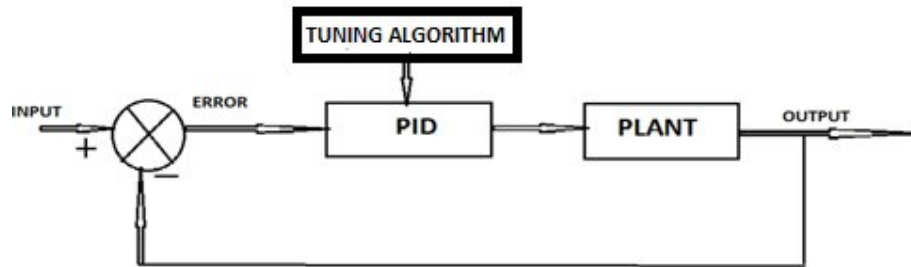 TUNING ALGORITHM
INPUT
ERROR
PID
PLANT
OUTPUT
+
−